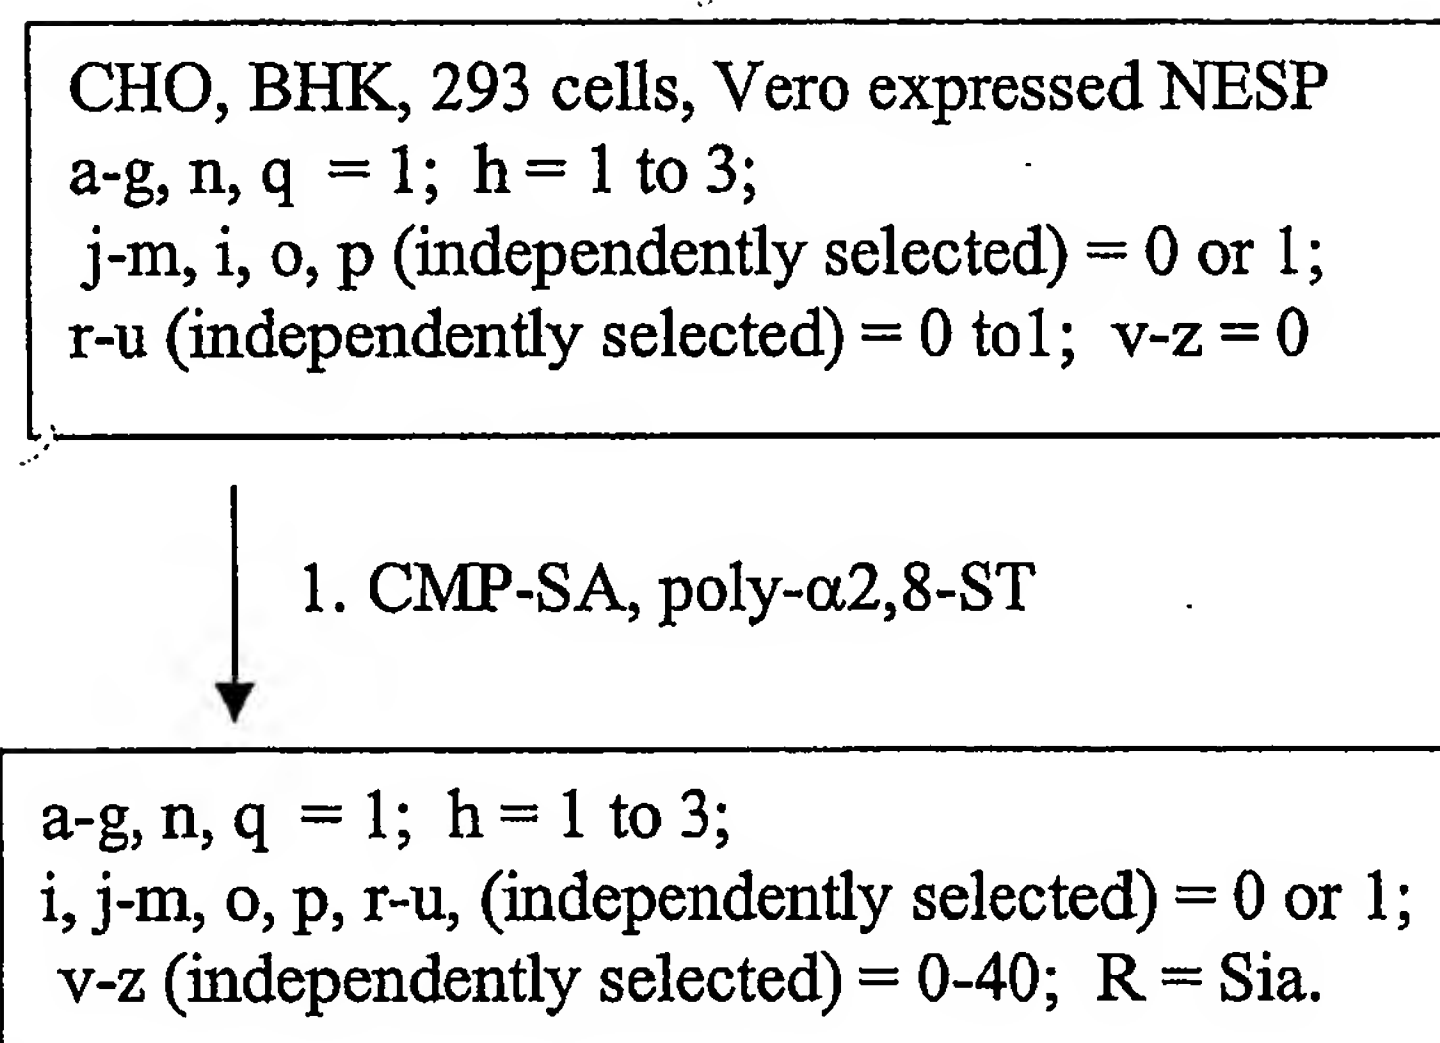 CHO, BHK, 293 cells, Vero expressed NESP
a-g, n, q = 1; h = 1 to 3;
j-m, i, o, p (independently selected) = 0 or 1;
r-u (independently selected) = 0 to1; v-z = 0
1. CMP-SA, poly-α2,8-ST
a-g, n, q = 1; h = 1 to 3;
i, j-m, o, p, r-u, (independently selected) = 0 or 1;
v-z (independently selected) = 0-40; R = Sia.